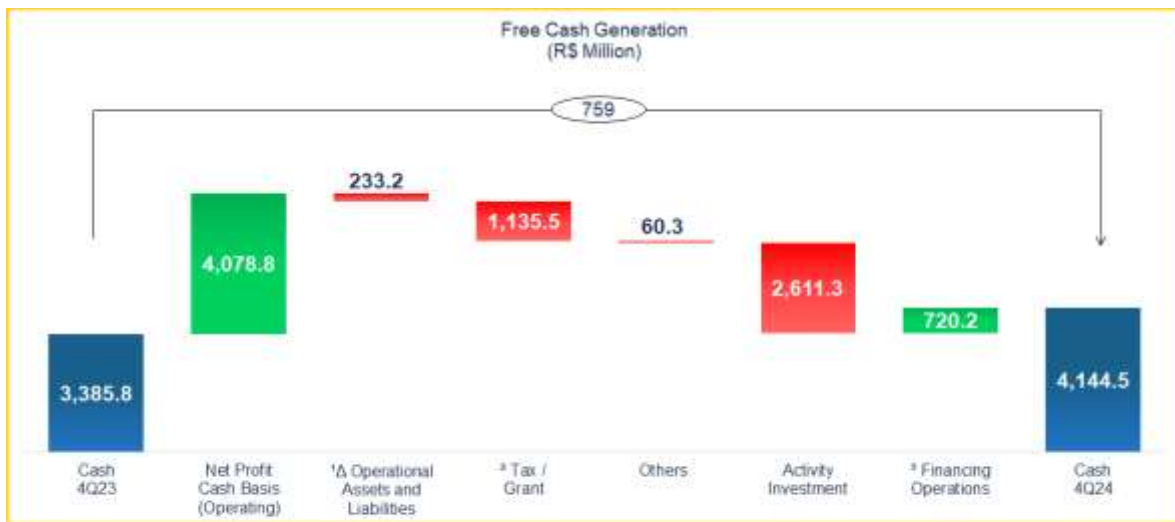 Free Cash Generation
(R$ Million)
759
233.2
1,135.5
60.3
4,078.8
2,611.3
720.2
3,385.8
4,144.5
Cash
4Q23
Net Profit
Cash Basis
(Operating)
¹Δ Operational
Assets and
Liabilities
² Tax /
Grant
Others
Activity
Investment
³ Financing
Operations
Cash
4Q24